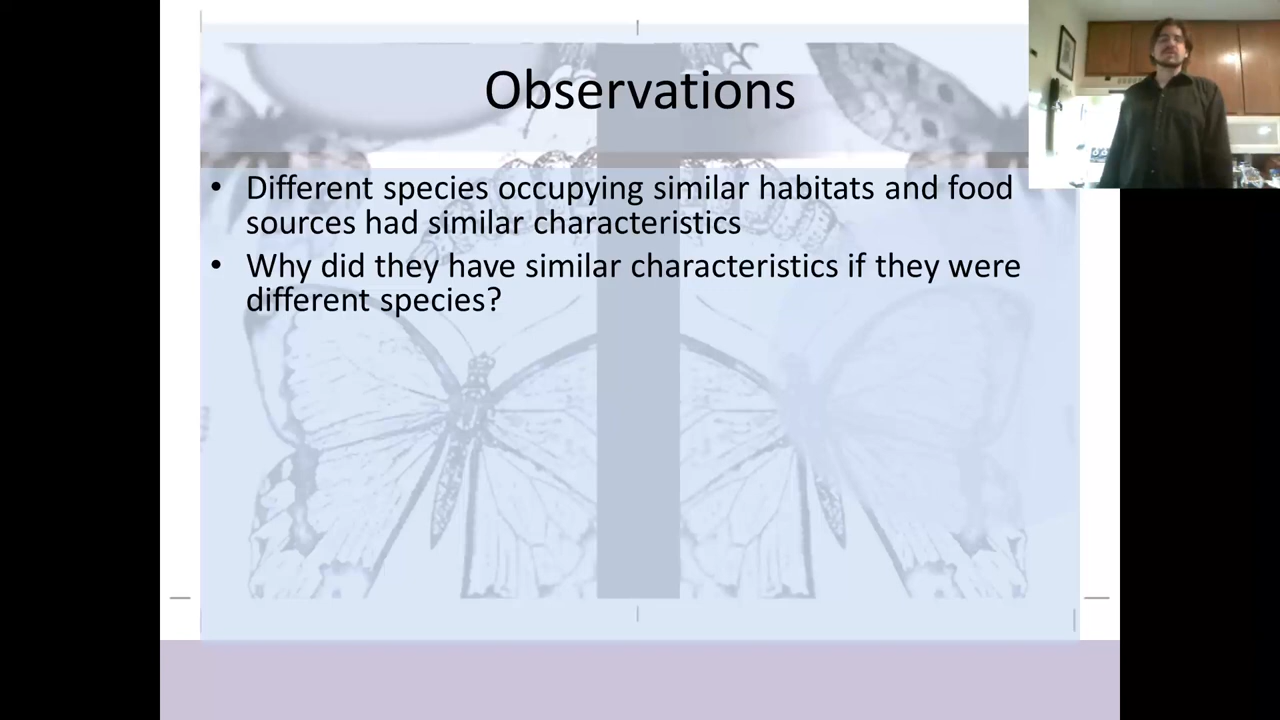 Observations
• Different species occupying similar habitats and food
sources had similar characteristics
• Why did they have similar characteristics if they were
different species?